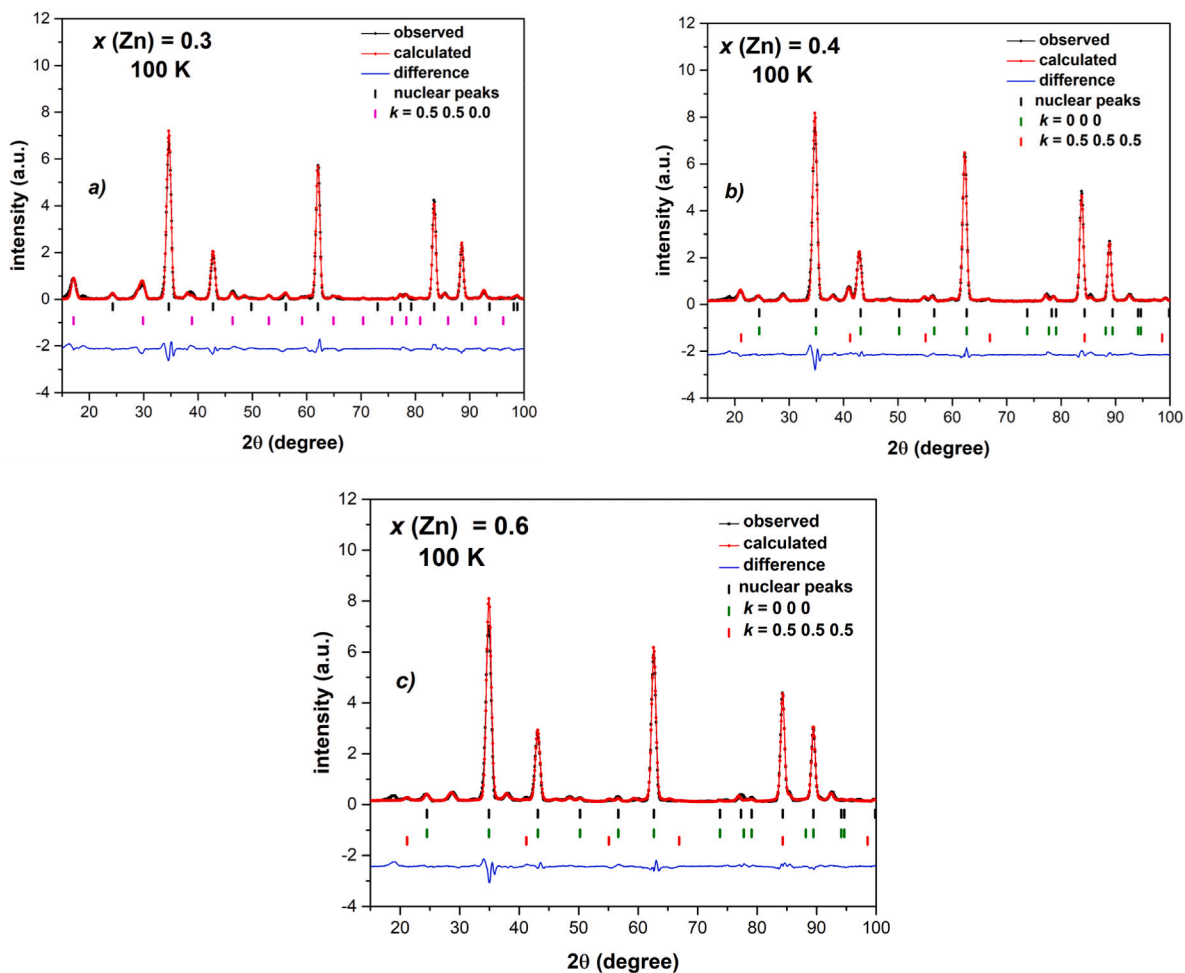 x (Zn) = 0.3
100 K
observed
calculated
difference
nuclear peaks
k = 0.5 0.5 0.0
a)
intensity (a.u.)
12
10
8
6
4
2
0
-2
-4
20 30 40 50 60 70 80 90 100
2θ (degree)
x (Zn) = 0.4
100 K
observed
calculated
difference
nuclear peaks
k = 0 0 0
k = 0.5 0.5 0.5
b)
intensity (a.u.)
12
10
8
6
4
2
0
-2
-4
20 30 40 50 60 70 80 90 100
2θ (degree)
x (Zn) = 0.6
100 K
observed
calculated
difference
nuclear peaks
k = 0 0 0
k = 0.5 0.5 0.5
c)
intensity (a.u.)
12
10
8
6
4
2
0
-2
-4
20 30 40 50 60 70 80 90 100
2θ (degree)